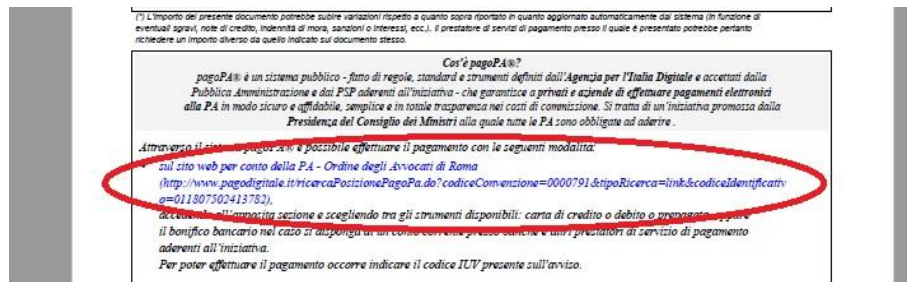 (*) L'importo del presente documento potrebbe subire variazioni rispetto a quanto sopra riportato in quanto aggiornato automaticamente dal sistema (in funzione di
eventuali sgravi, note di credito, indennità di mora, sanzioni o interessi, ecc.). Il prestatore di servizi di pagamento presso il quale è presentato potrebbe pertanto
richiedere un importo diverso da quello indicato sul documento stesso.
Cos'è pagoPA®?
pagoPA® è un sistema pubblico - fatto di regole, standard e strumenti definiti dall'Agenzia per l'Italia Digitale e accettati dalla
Pubblica Amministrazione e dai PSP aderenti all'iniziativa - che garantisce a privati e aziende di effettuare pagamenti elettronici
alla PA in modo sicuro e affidabile, semplice e in totale trasparenza nei costi di commissione. Si tratta di un'iniziativa promossa dalla
Presidenza del Consiglio dei Ministri alla quale tutte le PA sono obbligate ad aderire .
Attraverso il sistema pagoPA® è possibile effettuare il pagamento con le seguenti modalità:
sul sito web per conto della PA - Ordine degli Avvocati di Roma
(http://www.pagodigitale.it/ricercaPosizionePagoPa.do?codiceConvenzione=0000791&tipoRicerca=link&codiceIdentificativ
o=011807502413782),
accedendo all'apposita sezione e scegliendo tra gli strumenti disponibili: carta di credito o debito o prepagata, oppure
il bonifico bancario nel caso si disponga di un conto corrente presso banche e altri prestatori di servizio di pagamento
aderenti all'iniziativa.
Per poter effettuare il pagamento occorre indicare il codice IUV presente sull'avviso.